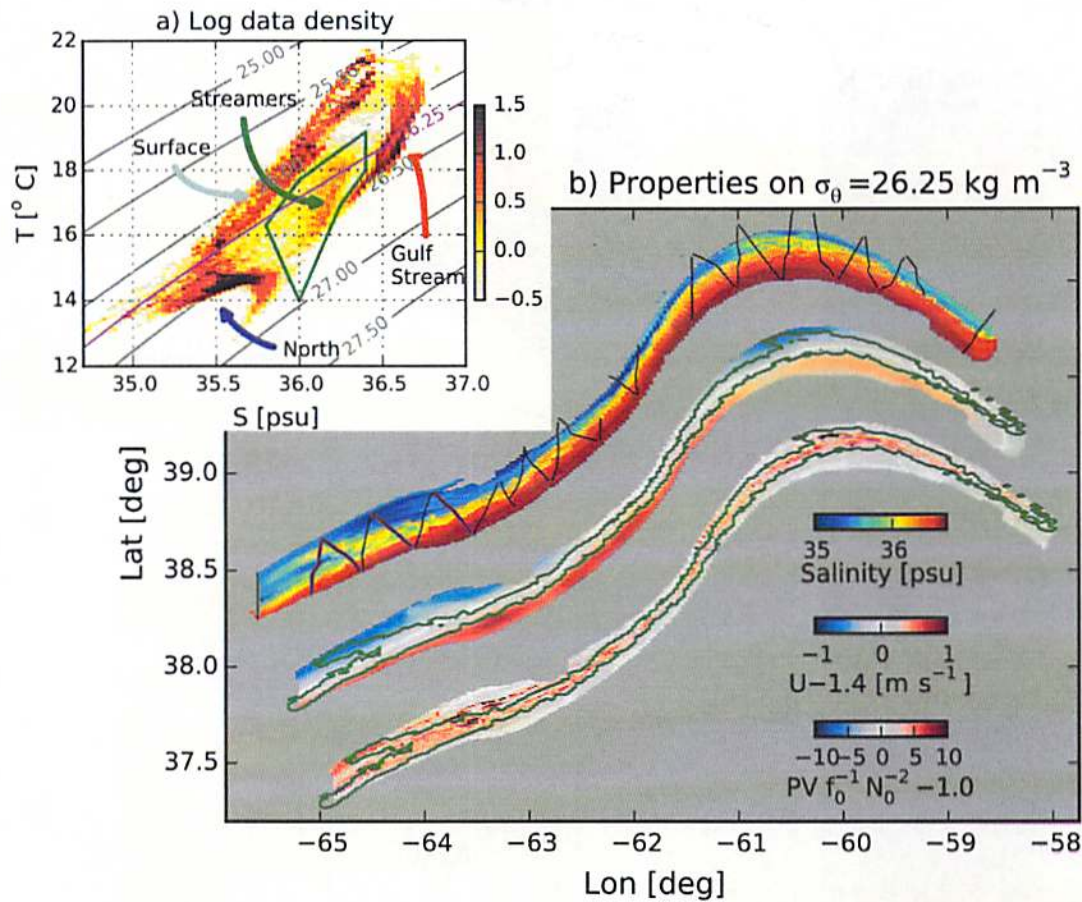 a) Log data density
22
20
18
16
14
12
T [° C]
25.00
25.50
26.25
26.50
27.00
27.50
Streamers
Surface
Gulf
Stream
Nprth
1.5
1.0
0.5
0.0
−0.5
35.0 35.5 36.0 36.5 37.0
S [psu]
b) Properties on σθ =26.25 kg m⁻³
39.0
38.5
38.0
37.5
Lat [deg]
35 36
Salinity [psu]
−1 0 1
U−1.4 [m s⁻¹]
−10 −5 0 5 10
PV f₀⁻¹ N₀⁻² −1.0
−65 −64 −63 −62 −61 −60 −59 −58
Lon [deg]